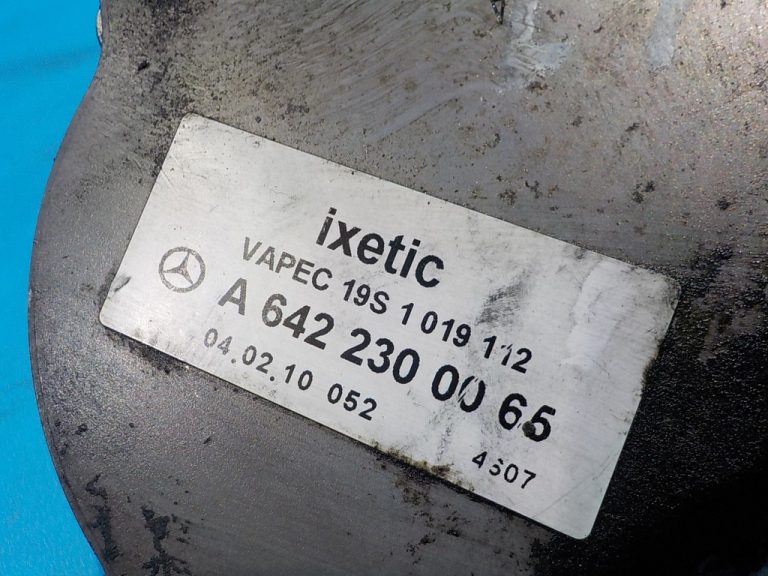 ixetic
VAPEC 19S 1 019 112
A 642 230 00 65
04.02.10 052
4607